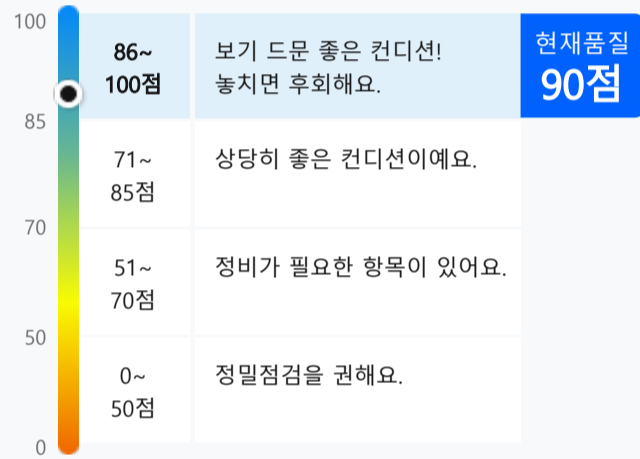 100
86~
100점
보기 드문 좋은 컨디션!
놓치면 후회해요.
현재품질
90점
85
71~
85점
상당히 좋은 컨디션이예요.
70
51~
70점
정비가 필요한 항목이 있어요.
50
0~
50점
정밀점검을 권해요.
0